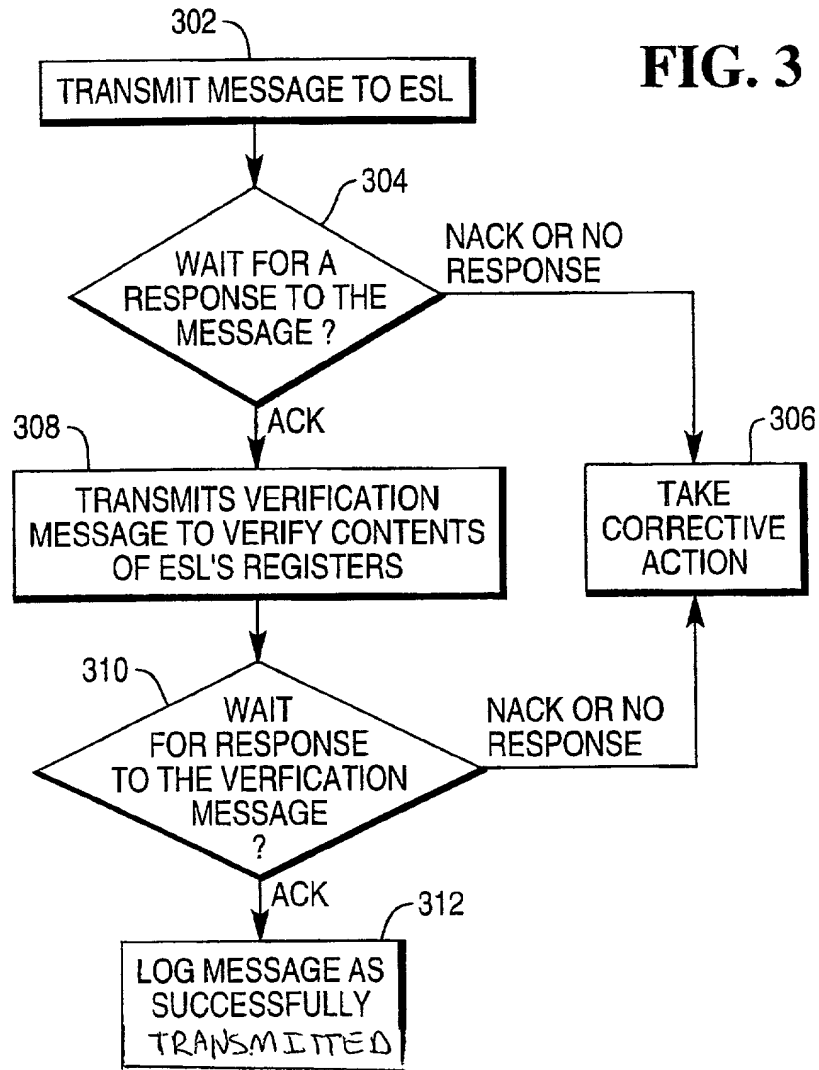 302
FIG. 3
TRANSMIT MESSAGE TO ESL
304
WAIT FOR A
RESPONSE TO THE
MESSAGE ?
NACK OR NO
RESPONSE
ACK
308
306
TRANSMITS VERIFICATION
MESSAGE TO VERIFY CONTENTS
OF ESL'S REGISTERS
TAKE
CORRECTIVE
ACTION
310
WAIT
FOR RESPONSE
TO THE VERFICATION
MESSAGE
?
NACK OR NO
RESPONSE
ACK
312
LOG MESSAGE AS
SUCCESSFULLY
TRANSMITTED